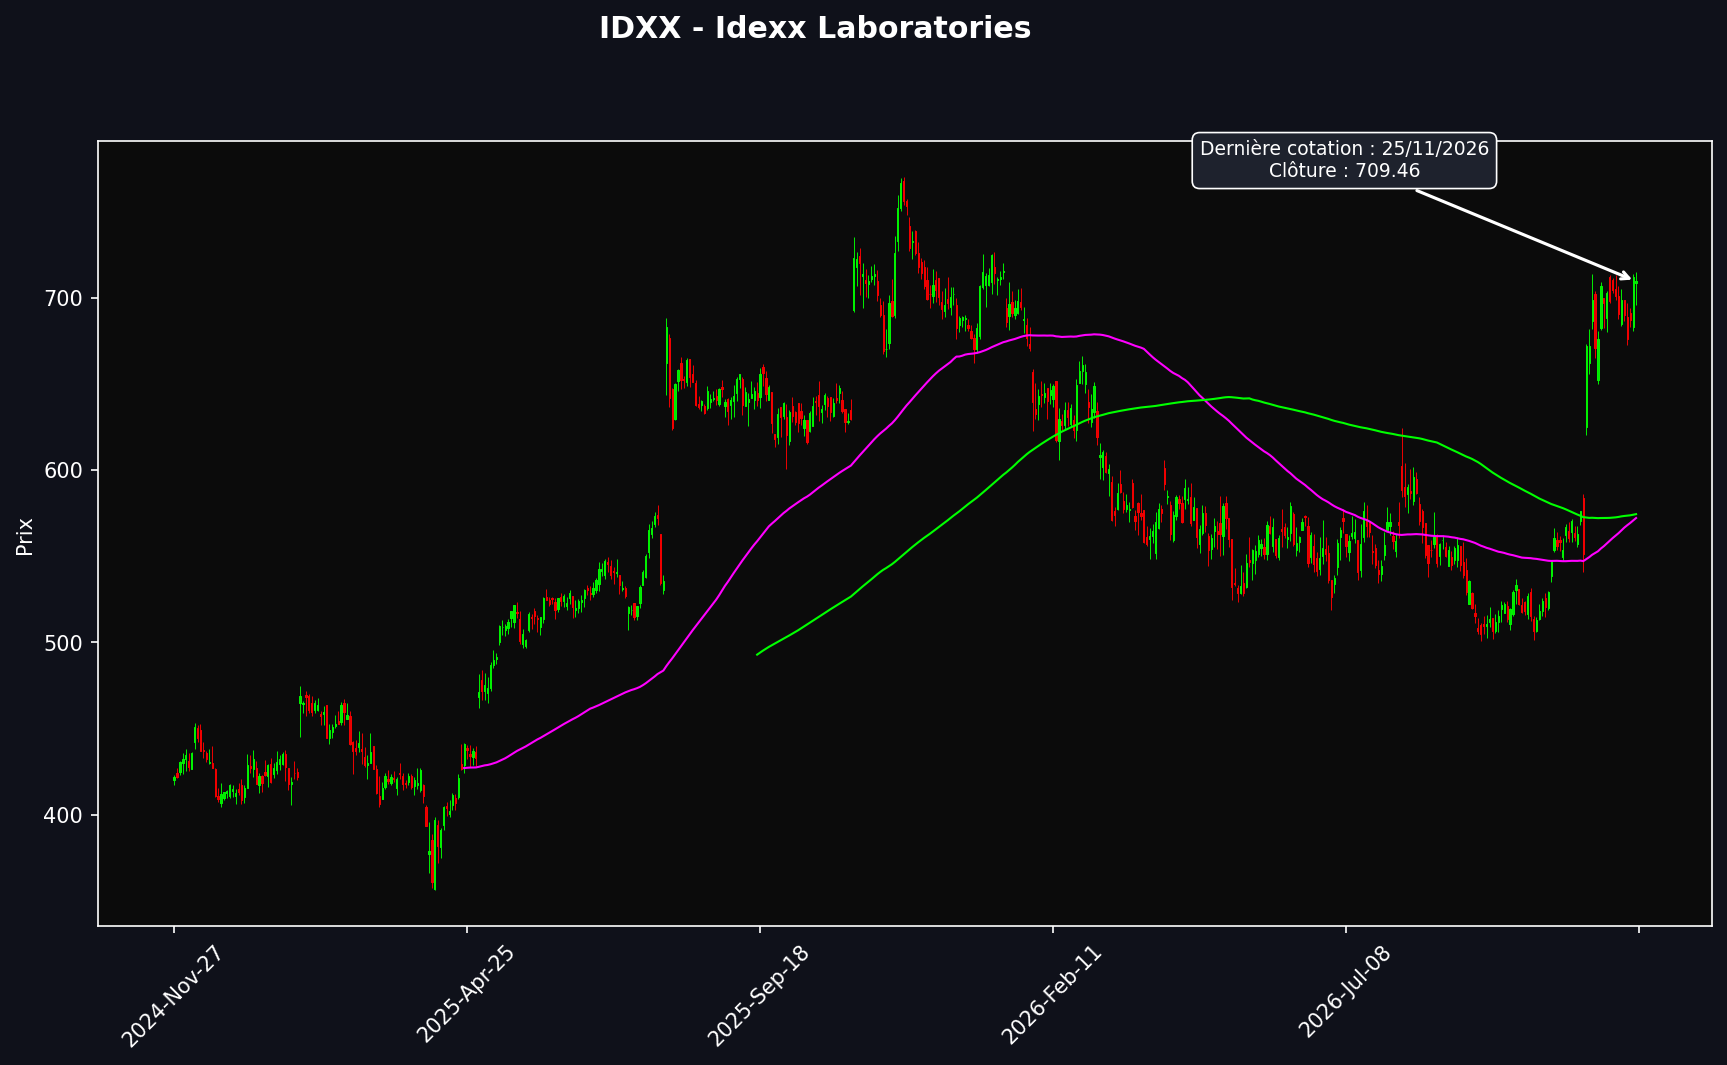 IDXX - Idexx Laboratories
Dernière cotation : 25/11/2026
Clôture : 709.46
700
600
500
400
Prix
2024-Nov-27
2025-Apr-25
2025-Sep-18
2026-Feb-11
2026-Jul-08